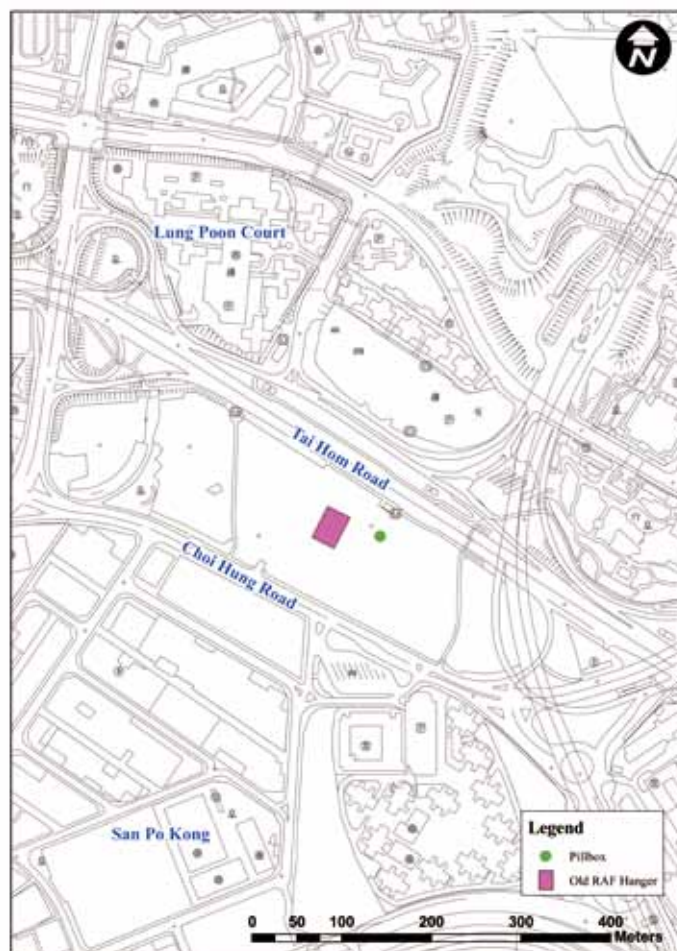 N
Lung Poon Court
Tai Hom Road
Choi Hung Road
San Po Kong
Legend
Pillbox
Old RAF Hanger
0 50 100 200 300 400
Meters